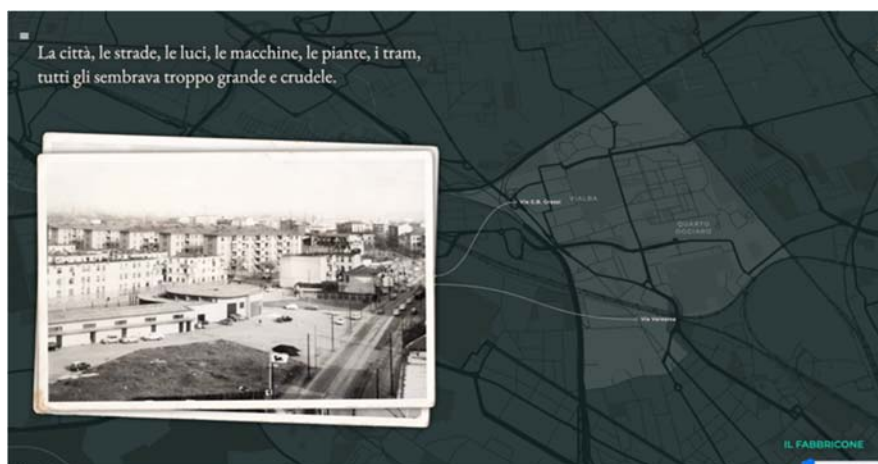 La città, le strade, le luci, le macchine, le piante, i tram,
tutti gli sembrava troppo grande e crudele.
Via G.B. Grassi
VIALBA
QUARTO
OGGIARO
Via Varesina
IL FABBRICONE